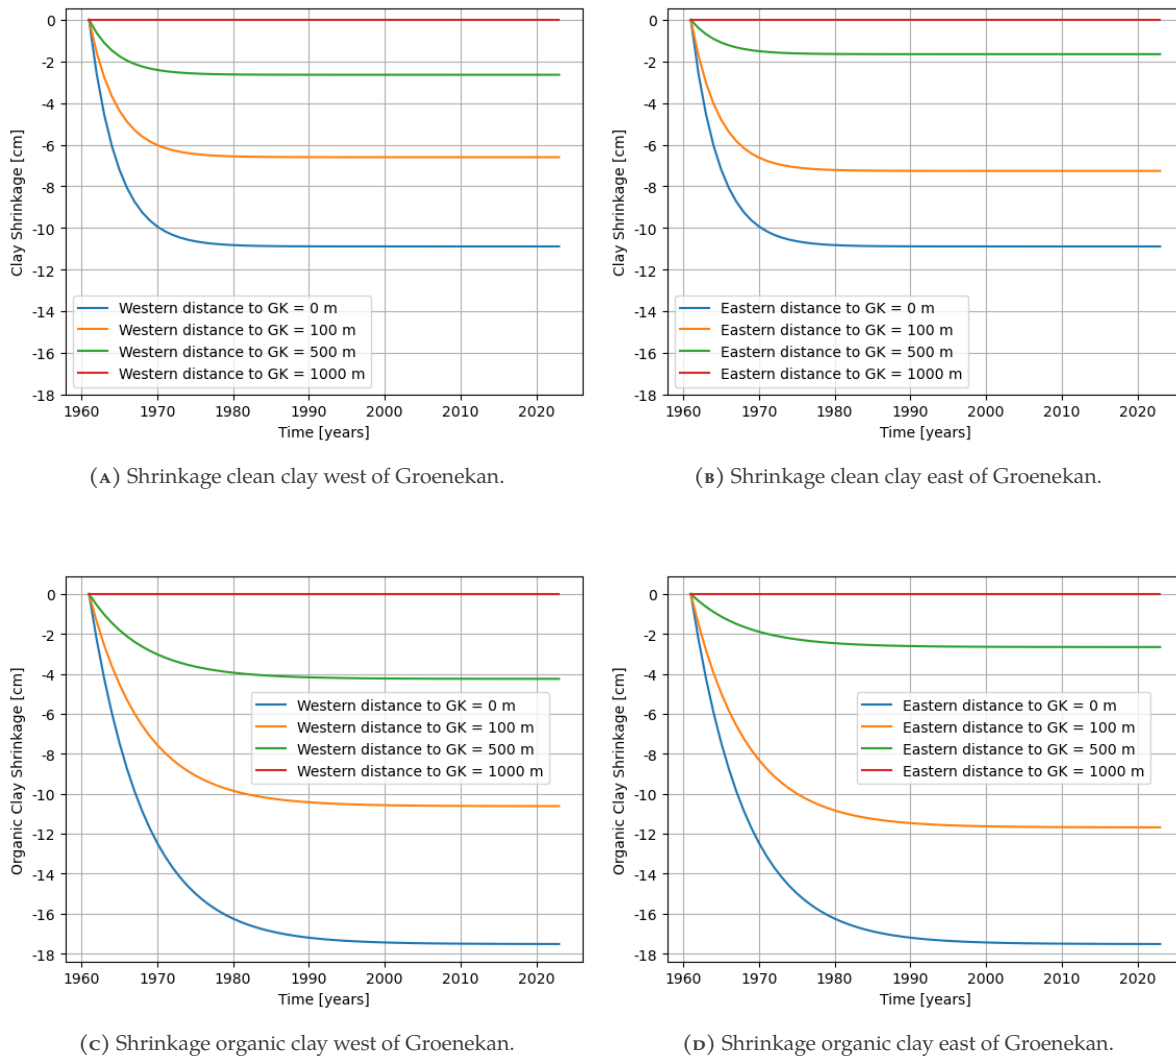 0
-2
-4
-6
-8
-10
-12
-14
-16
-18
Clay Shrinkage [cm]
Western distance to GK = 0 m
Western distance to GK = 100 m
Western distance to GK = 500 m
Western distance to GK = 1000 m
1960 1970 1980 1990 2000 2010 2020
Time [years]
(A) Shrinkage clean clay west of Groenekan.
0
-2
-4
-6
-8
-10
-12
-14
-16
-18
Clay Shrinkage [cm]
Eastern distance to GK = 0 m
Eastern distance to GK = 100 m
Eastern distance to GK = 500 m
Eastern distance to GK = 1000 m
1960 1970 1980 1990 2000 2010 2020
Time [years]
(B) Shrinkage clean clay east of Groenekan.
0
-2
-4
-6
-8
-10
-12
-14
-16
-18
Organic Clay Shrinkage [cm]
Western distance to GK = 0 m
Western distance to GK = 100 m
Western distance to GK = 500 m
Western distance to GK = 1000 m
1960 1970 1980 1990 2000 2010 2020
Time [years]
(C) Shrinkage organic clay west of Groenekan.
0
-2
-4
-6
-8
-10
-12
-14
-16
-18
Organic Clay Shrinkage [cm]
Eastern distance to GK = 0 m
Eastern distance to GK = 100 m
Eastern distance to GK = 500 m
Eastern distance to GK = 1000 m
1960 1970 1980 1990 2000 2010 2020
Time [years]
(D) Shrinkage organic clay east of Groenekan.